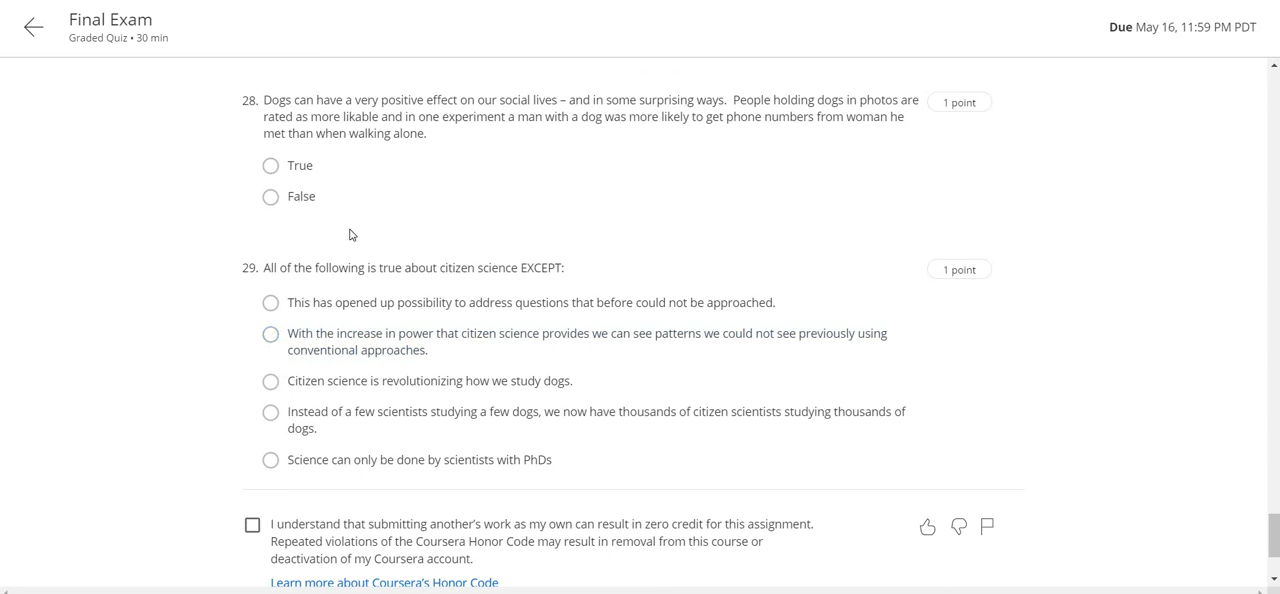 Final Exam
Graded Quiz • 30 min
Due May 16, 11:59 PM PDT
28. Dogs can have a very positive effect on our social lives – and in some surprising ways. People holding dogs in photos are
1 point
rated as more likable and in one experiment a man with a dog was more likely to get phone numbers from woman he
met than when walking alone.
True
False
29. All of the following is true about citizen science EXCEPT:
1 point
This has opened up possibility to address questions that before could not be approached.
With the increase in power that citizen science provides we can see patterns we could not see previously using
conventional approaches.
Citizen science is revolutionizing how we study dogs.
Instead of a few scientists studying a few dogs, we now have thousands of citizen scientists studying thousands of
dogs.
Science can only be done by scientists with PhDs
I understand that submitting another's work as my own can result in zero credit for this assignment.
Repeated violations of the Coursera Honor Code may result in removal from this course or
deactivation of my Coursera account.
Learn more about Coursera's Honor Code